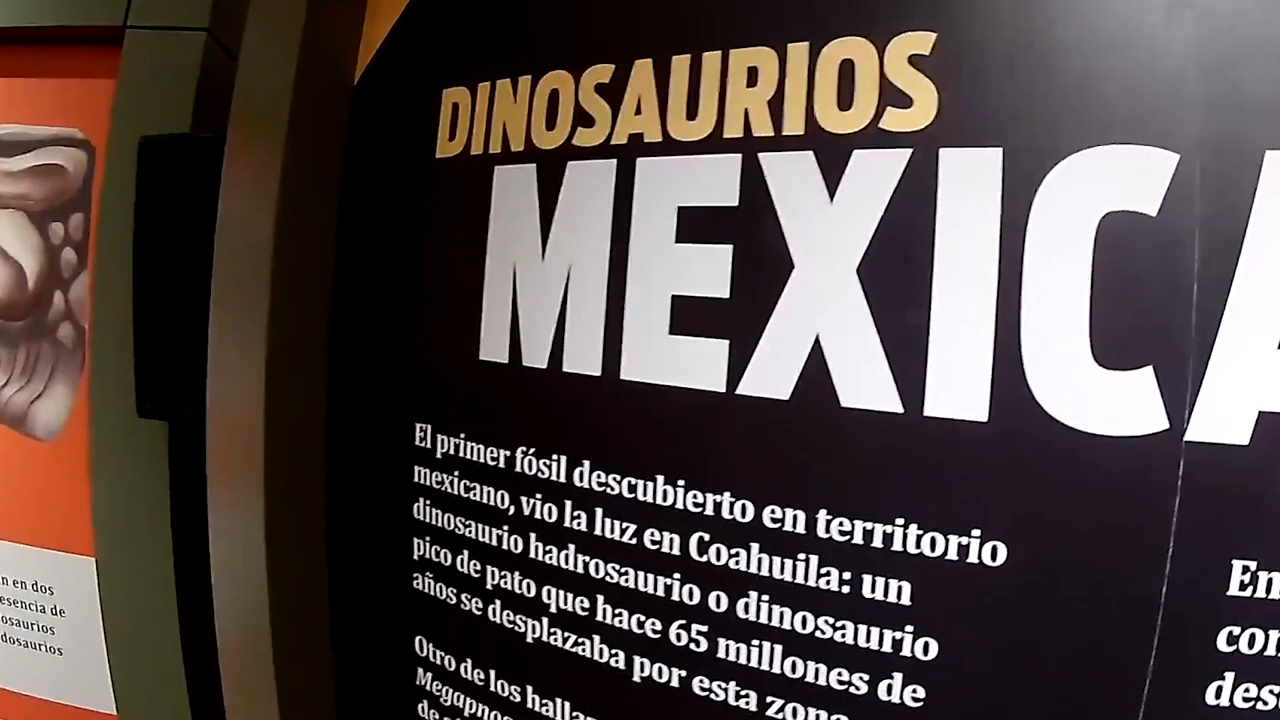 DINOSAURIOS
MEXICA
El primer fósil descubierto en territorio
mexicano, vio la luz en Coahuila: un
dinosaurio hadrosaurio o dinosaurio
pico de pato que hace 65 millones de
años se desplazaba por esta zona
Otro de los
de
En
des
n en dos
esencia de
osaurios
dosaurios